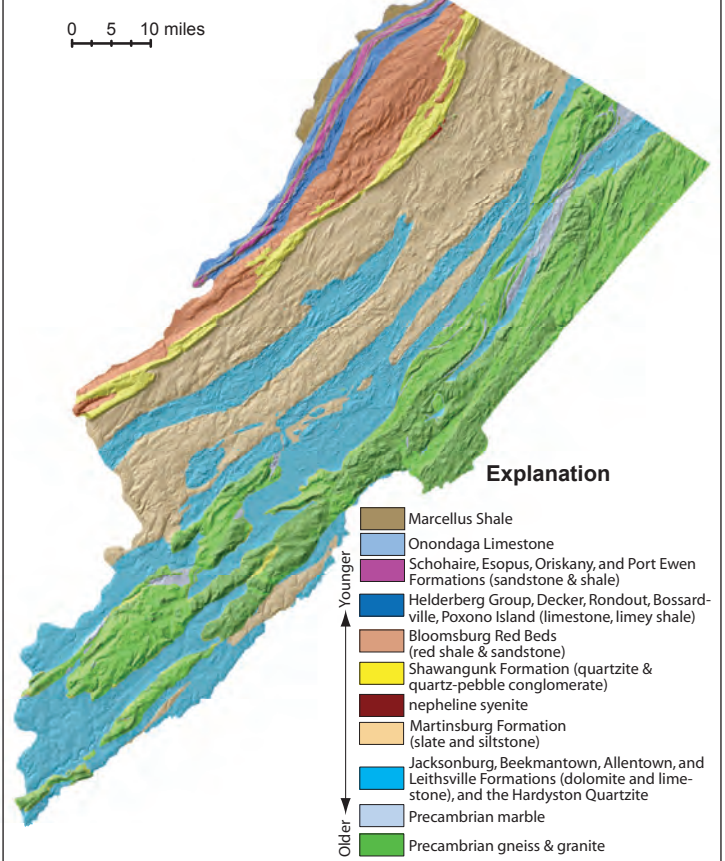 0 5 10 miles
Explanation
Marcellus Shale
Onondaga Limestone
Schohaire, Esopus, Oriskany, and Port Ewen
Formations (sandstone & shale)
Helderberg Group, Decker, Rondout, Bossard-
ville, Poxono Island (limestone, limey shale)
Bloomsburg Red Beds
(red shale & sandstone)
Shawangunk Formation (quartzite &
quartz-pebble conglomerate)
nepheline syenite
Martinsburg Formation
(slate and siltstone)
Jacksonburg, Beekmantown, Allentown, and
Leithsville Formations (dolomite and lime-
stone), and the Hardyston Quartzite
Precambrian marble
Precambrian gneiss & granite
Younger
Older